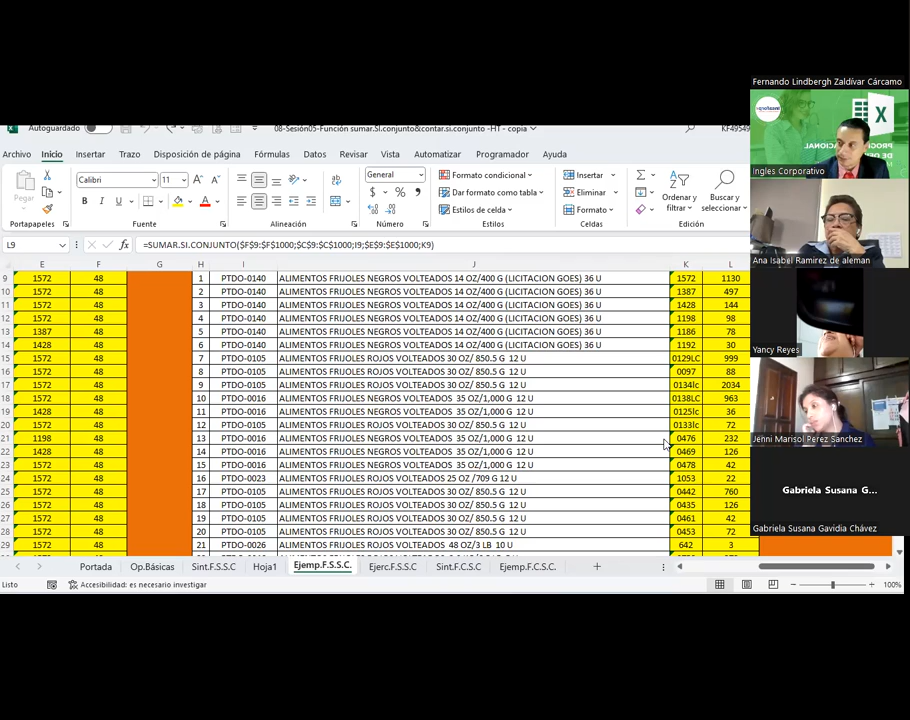 Fernando Lindbergh Zaldívar Cárcamo
Autoguardado
08-Sesión05-Función sumar.SI.conjunto&contar.si.conjunto -HT - copia
KF49549
Archivo Inicio Insertar Trazo Disposición de página Fórmulas Datos Revisar Vista Automatizar Programador Ayuda
Pegar
Calibri 11
General
Formato condicional
Dar formato como tabla
Estilos de celda
Insertar
Eliminar
Formato
Ordenar y filtrar
Buscar y seleccionar
Portapapeles Fuente Alineación Número Estilos Celdas Edición
L9 =SUMAR.SI.CONJUNTO($F$9:$F$1000;$C$9:$C$1000;I9;$E$9:$E$1000;K9)
E F G H I J K L
9 1572 48 1 PTDO-0140 ALIMENTOS FRIJOLES NEGROS VOLTEADOS 14 OZ/400 G (LICITACION GOES) 36 U 1572 1130
10 1572 48 2 PTDO-0140 ALIMENTOS FRIJOLES NEGROS VOLTEADOS 14 OZ/400 G (LICITACION GOES) 36 U 1387 497
11 1428 48 3 PTDO-0140 ALIMENTOS FRIJOLES NEGROS VOLTEADOS 14 OZ/400 G (LICITACION GOES) 36 U 1428 144
12 1572 48 4 PTDO-0140 ALIMENTOS FRIJOLES NEGROS VOLTEADOS 14 OZ/400 G (LICITACION GOES) 36 U 1198 98
13 1387 48 5 PTDO-0140 ALIMENTOS FRIJOLES NEGROS VOLTEADOS 14 OZ/400 G (LICITACION GOES) 36 U 1186 78
14 1428 48 6 PTDO-0140 ALIMENTOS FRIJOLES NEGROS VOLTEADOS 14 OZ/400 G (LICITACION GOES) 36 U 1192 30
15 1572 48 7 PTDO-0105 ALIMENTOS FRIJOLES ROJOS VOLTEADOS 30 OZ/ 850.5 G 12 U 0129LC 999
16 1572 48 8 PTDO-0105 ALIMENTOS FRIJOLES ROJOS VOLTEADOS 30 OZ/ 850.5 G 12 U 0097 88
17 1572 48 9 PTDO-0105 ALIMENTOS FRIJOLES ROJOS VOLTEADOS 30 OZ/ 850.5 G 12 U 0134lc 2034
18 1572 48 10 PTDO-0016 ALIMENTOS FRIJOLES NEGROS VOLTEADOS 35 OZ/1,000 G 12 U 0138LC 963
19 1428 48 11 PTDO-0016 ALIMENTOS FRIJOLES NEGROS VOLTEADOS 35 OZ/1,000 G 12 U 0125lc 36
20 1572 48 12 PTDO-0105 ALIMENTOS FRIJOLES ROJOS VOLTEADOS 30 OZ/ 850.5 G 12 U 0133lc 72
21 1198 48 13 PTDO-0016 ALIMENTOS FRIJOLES NEGROS VOLTEADOS 35 OZ/1,000 G 12 U 0476 232
22 1428 48 14 PTDO-0016 ALIMENTOS FRIJOLES NEGROS VOLTEADOS 35 OZ/1,000 G 12 U 0469 126
23 1572 48 15 PTDO-0016 ALIMENTOS FRIJOLES NEGROS VOLTEADOS 35 OZ/1,000 G 12 U 0478 42
24 1572 48 16 PTDO-0023 ALIMENTOS FRIJOLES ROJOS VOLTEADOS 25 OZ /709 G 12 U 1053 22
25 1572 48 17 PTDO-0105 ALIMENTOS FRIJOLES ROJOS VOLTEADOS 30 OZ/ 850.5 G 12 U 0442 760
26 1572 48 18 PTDO-0105 ALIMENTOS FRIJOLES ROJOS VOLTEADOS 30 OZ/ 850.5 G 12 U 0435 126
27 1572 48 19 PTDO-0105 ALIMENTOS FRIJOLES ROJOS VOLTEADOS 30 OZ/ 850.5 G 12 U 0461 42
28 1572 48 20 PTDO-0105 ALIMENTOS FRIJOLES ROJOS VOLTEADOS 30 OZ/ 850.5 G 12 U 0453 72
29 1572 48 21 PTDO-0026 ALIMENTOS FRIJOLES ROJOS VOLTEADOS 48 OZ/3 LB 10 U 642 3
Portada Op.Básicas Sint.F.S.S.C Hoja1 Ejemp.F.S.S.C. Ejerc.F.S.S.C Sint.F.C.S.C Ejemp.F.C.S.C.
Listo Accesibilidad: es necesario investigar 100%
Ingles Corporativo
Ana Isabel Ramirez de aleman
Yancy Reyes
Jenni Marisol Perez Sanchez
Gabriela Susana G...
Gabriela Susana Gavidia Chávez